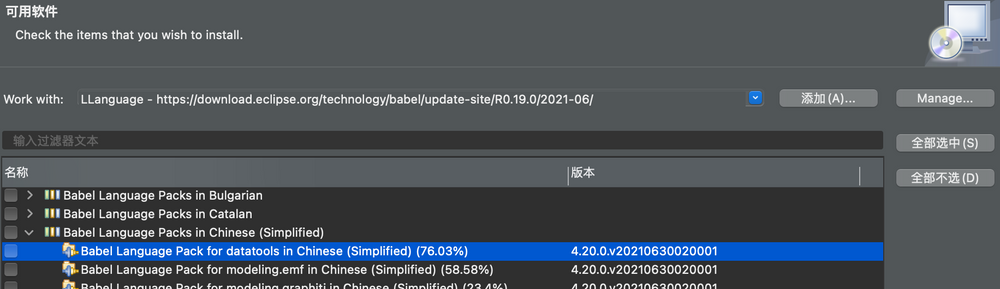 可用软件
Check the items that you wish to install.
Work with: LLanguage - https://download.eclipse.org/technology/babel/update-site/R0.19.0/2021-06/ 添加(A)... Manage...
输入过滤器文本 全部选中(S)
名称 版本 全部不选(D)
Babel Language Packs in Bulgarian
Babel Language Packs in Catalan
Babel Language Packs in Chinese (Simplified)
Babel Language Pack for datatools in Chinese (Simplified) (76.03%) 4.20.0.v20210630020001
Babel Language Pack for modeling.emf in Chinese (Simplified) (58.58%) 4.20.0.v20210630020001
Babel Language Pack for modeling.graphiti in Chinese (Simplified) (23.4%) 4.20.0.v20210630020001